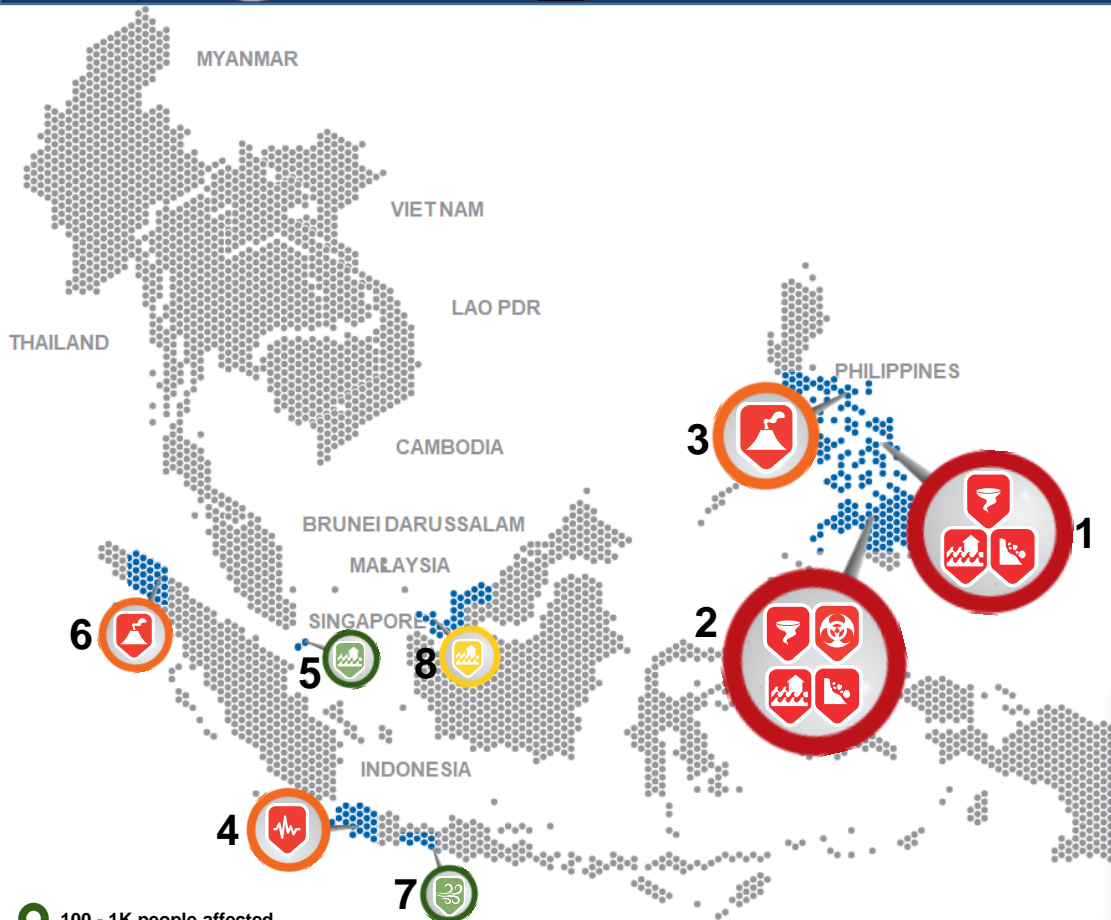 MYANMAR
VIETNAM
LAO PDR
THAILAND
PHILIPPINES
3
CAMBODIA
1
BRUNEI DARUSSALAM
MALAYSIA
SINGAPORE
6
2
5
8
INDONESIA
4
7
100 - 1K people affected